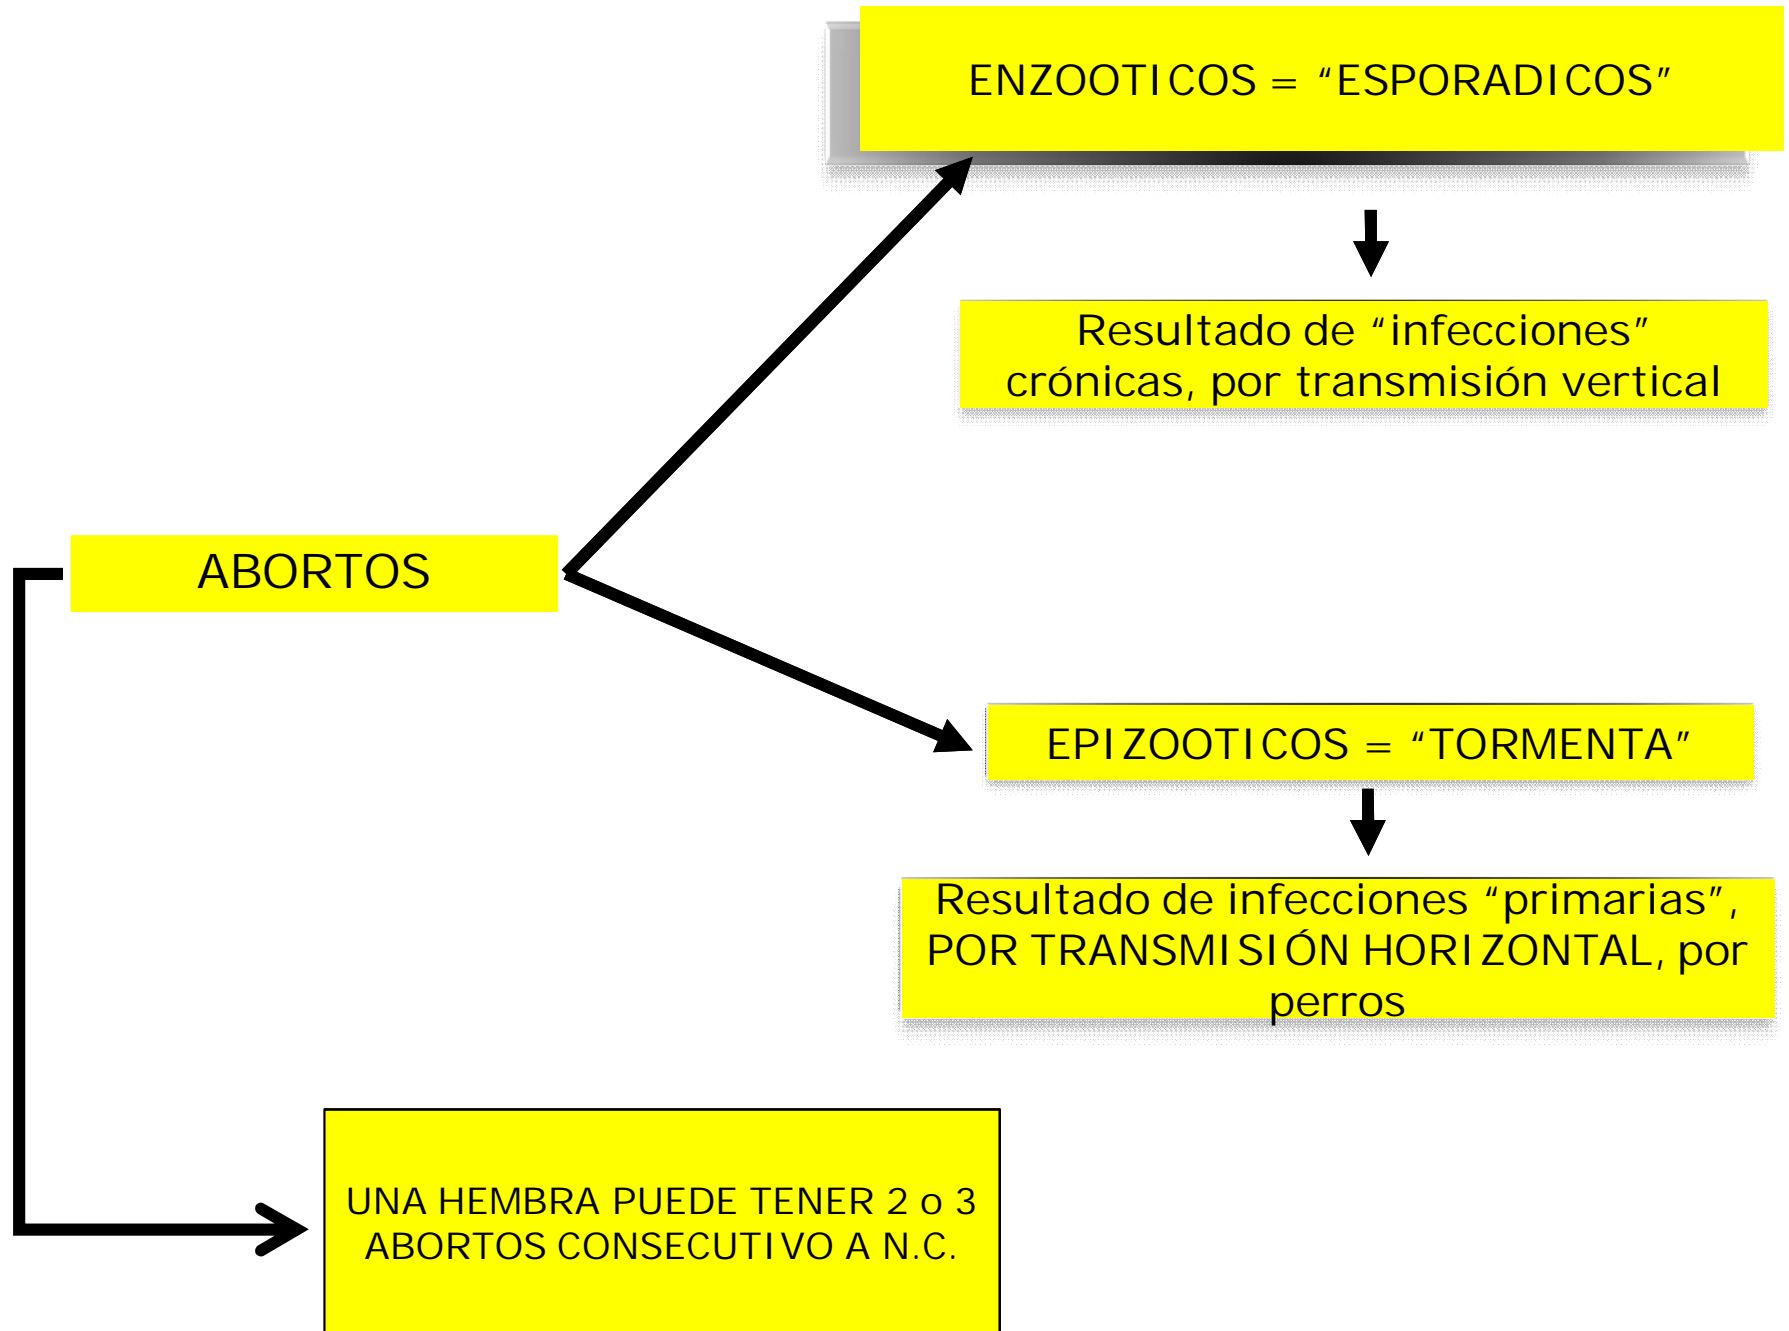 ENZOOTICOS = “ESPORADICOS”
Resultado de “infecciones”
crónicas, por transmisión vertical
ABORTOS
EPIZOOTICOS = “TORMENTA”
Resultado de infecciones “primarias”,
POR TRANSMISIÓN HORIZONTAL, por
perros
UNA HEMBRA PUEDE TENER 2 o 3
ABORTOS CONSECUTIVO A N.C.